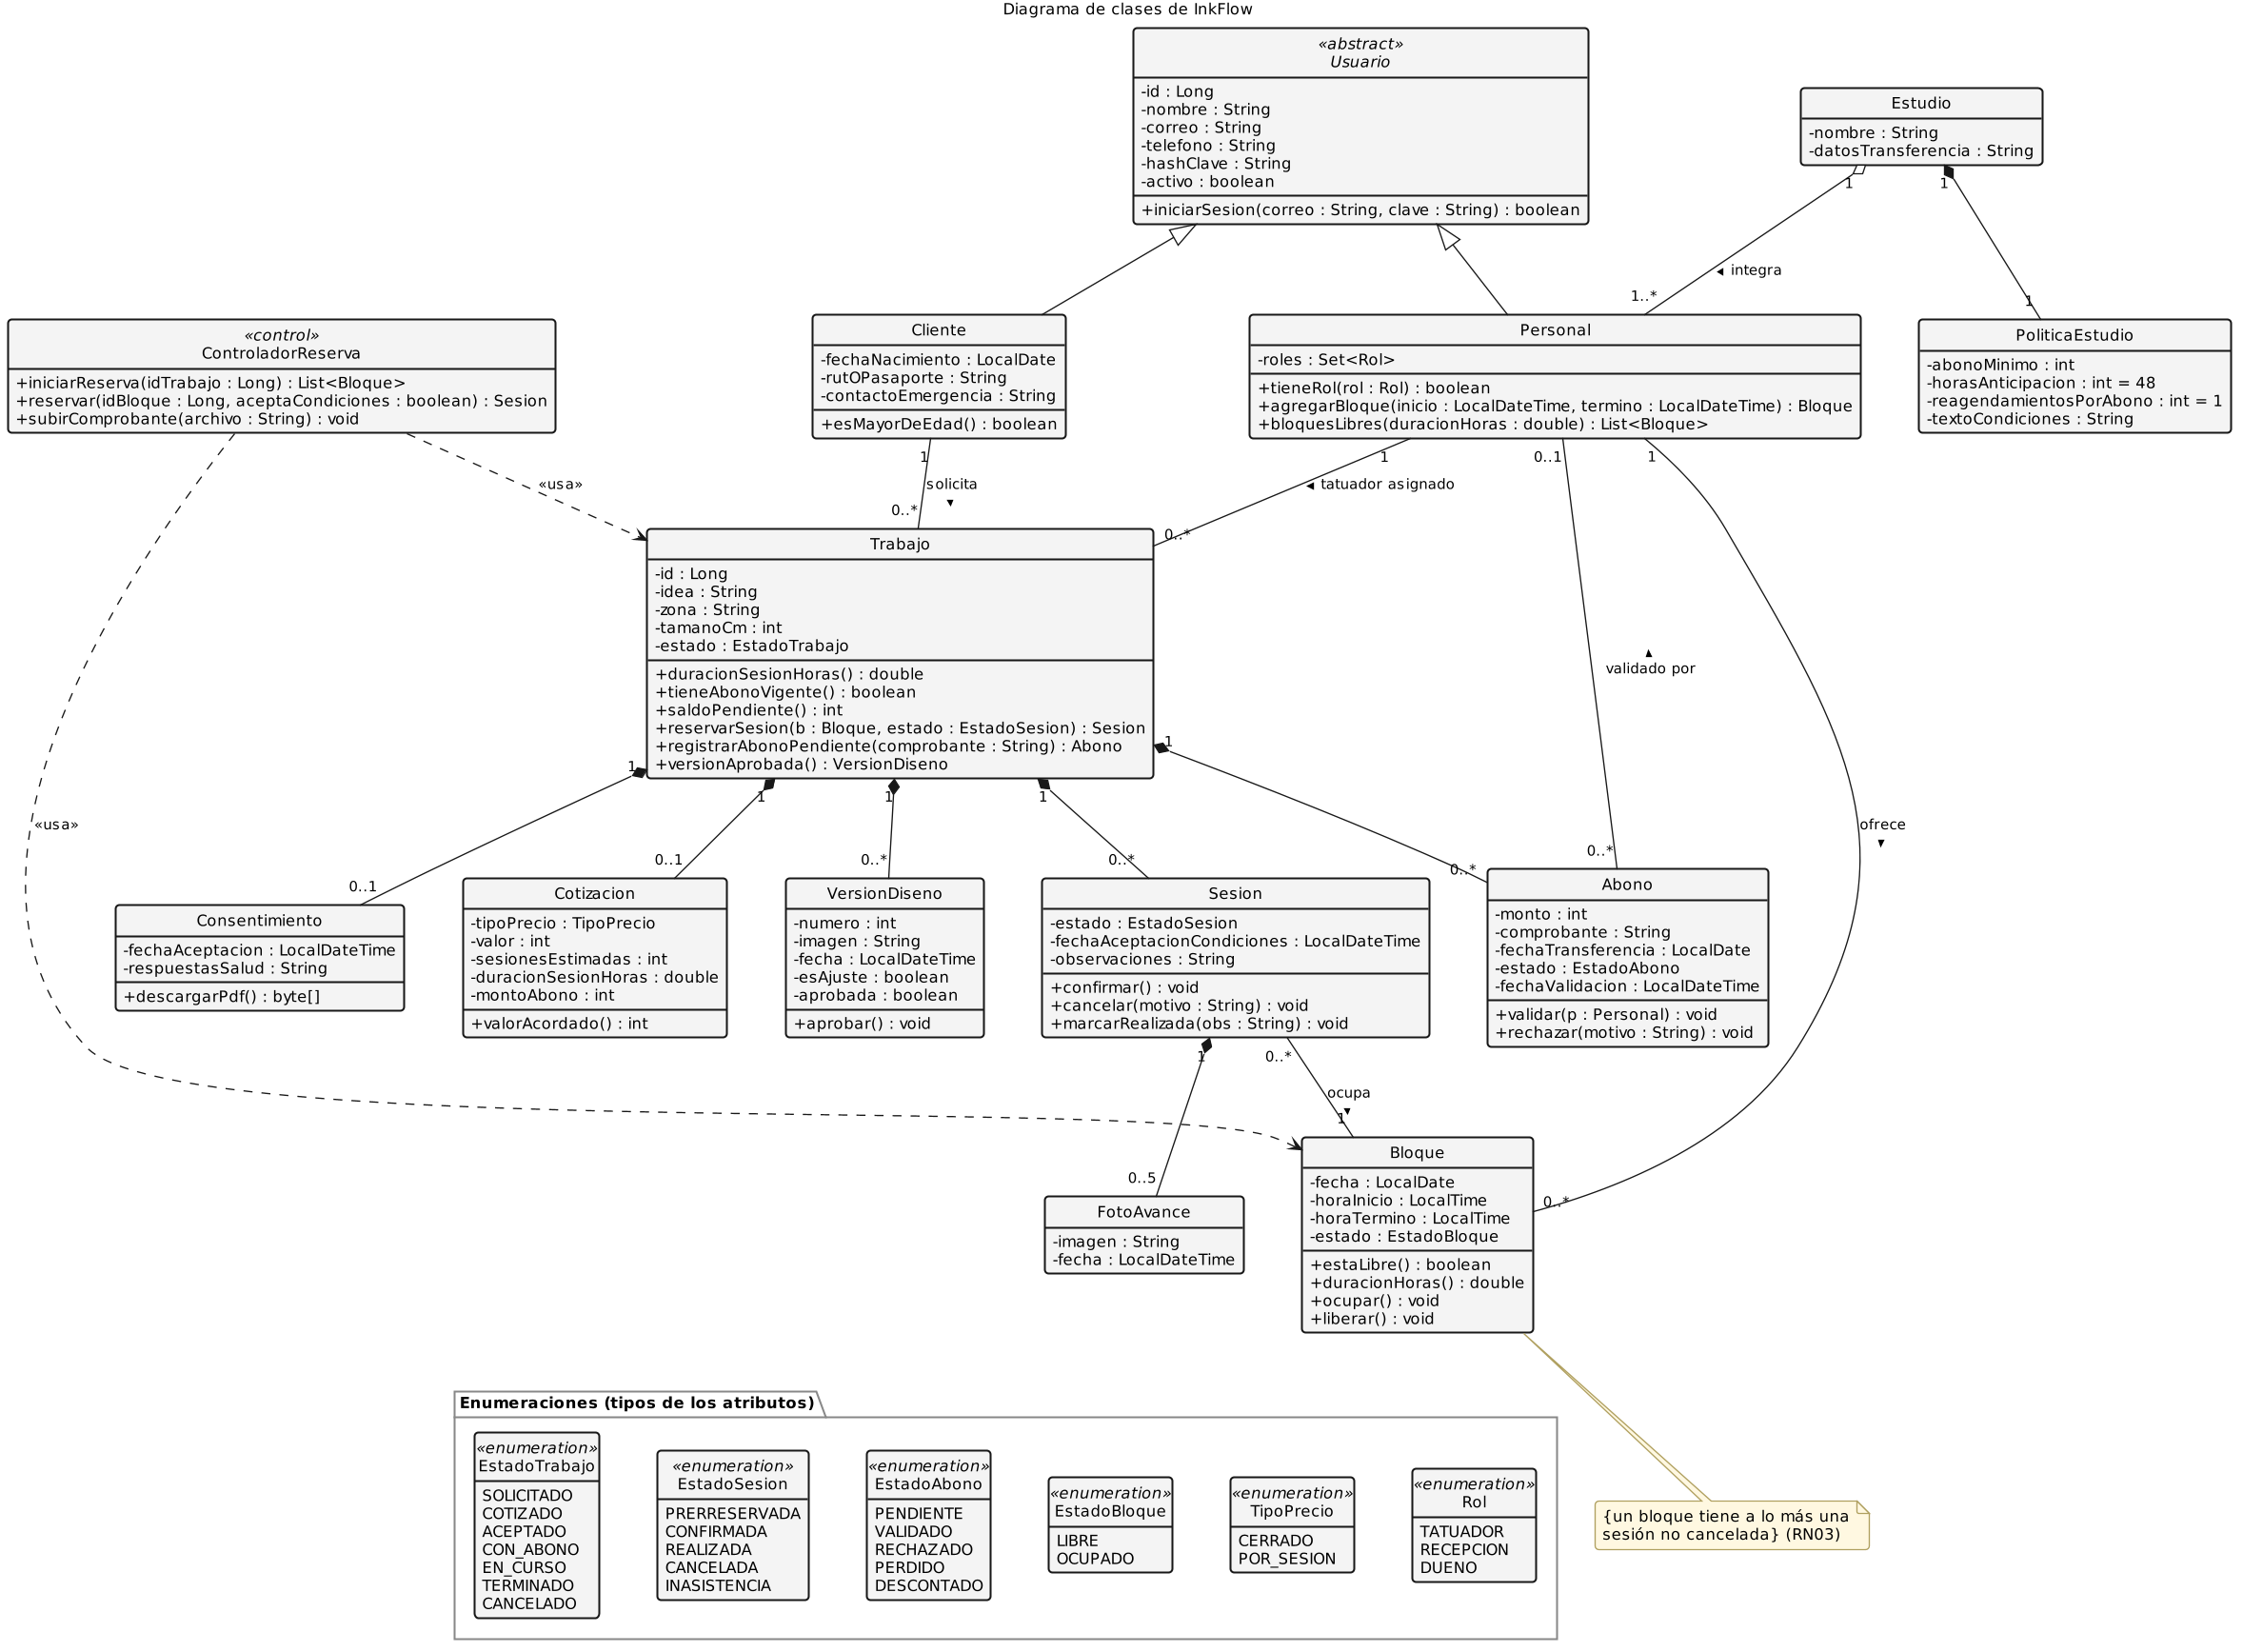 Diagrama de clases de InkFlow
«abstract»
Usuario
-id : Long
-nombre : String
-correo : String
-telefono : String
-hashClave : String
-activo : boolean
+iniciarSesion(correo : String, clave : String) : boolean
Estudio
-nombre : String
-datosTransferencia : String
1
1
integra
1..*
1
«control»
ControladorReserva
+iniciarReserva(idTrabajo : Long) : List<Bloque>
+reservar(idBloque : Long, aceptaCondiciones : boolean) : Sesion
+subirComprobante(archivo : String) : void
Cliente
-fechaNacimiento : LocalDate
-rutOPasaporte : String
-contactoEmergencia : String
+esMayorDeEdad() : boolean
Personal
-roles : Set<Rol>
+tieneRol(rol : Rol) : boolean
+agregarBloque(inicio : LocalDateTime, termino : LocalDateTime) : Bloque
+bloquesLibres(duracionHoras : double) : List<Bloque>
PoliticaEstudio
-abonoMinimo : int
-horasAnticipacion : int = 48
-reagendamientosPorAbono : int = 1
-textoCondiciones : String
1
1
0..1
1
«usa»
solicita
tatuador asignado
0..*
0..*
Trabajo
-id : Long
-idea : String
-zona : String
-tamanoCm : int
-estado : EstadoTrabajo
+duracionSesionHoras() : double
+tieneAbonoVigente() : boolean
+saldoPendiente() : int
+reservarSesion(b : Bloque, estado : EstadoSesion) : Sesion
+registrarAbonoPendiente(comprobante : String) : Abono
+versionAprobada() : VersionDiseno
validado por
1
1
1
1
1
«usa»
ofrece
0..1
0..1
0..*
0..*
0..*
0..*
Consentimiento
-fechaAceptacion : LocalDateTime
-respuestasSalud : String
+descargarPdf() : byte[]
Cotizacion
-tipoPrecio : TipoPrecio
-valor : int
-sesionesEstimadas : int
-duracionSesionHoras : double
-montoAbono : int
+valorAcordado() : int
VersionDiseno
-numero : int
-imagen : String
-fecha : LocalDateTime
-esAjuste : boolean
-aprobada : boolean
+aprobar() : void
Sesion
-estado : EstadoSesion
-fechaAceptacionCondiciones : LocalDateTime
-observaciones : String
+confirmar() : void
+cancelar(motivo : String) : void
+marcarRealizada(obs : String) : void
Abono
-monto : int
-comprobante : String
-fechaTransferencia : LocalDate
-estado : EstadoAbono
-fechaValidacion : LocalDateTime
+validar(p : Personal) : void
+rechazar(motivo : String) : void
1
0..*
ocupa
1
0..5
0..*
FotoAvance
-imagen : String
-fecha : LocalDateTime
Bloque
-fecha : LocalDate
-horaInicio : LocalTime
-horaTermino : LocalTime
-estado : EstadoBloque
+estaLibre() : boolean
+duracionHoras() : double
+ocupar() : void
+liberar() : void
Enumeraciones (tipos de los atributos)
«enumeration»
EstadoTrabajo
SOLICITADO
COTIZADO
ACEPTADO
CON_ABONO
EN_CURSO
TERMINADO
CANCELADO
«enumeration»
EstadoSesion
PRERRESERVADA
CONFIRMADA
REALIZADA
CANCELADA
INASISTENCIA
«enumeration»
EstadoAbono
PENDIENTE
VALIDADO
RECHAZADO
PERDIDO
DESCONTADO
«enumeration»
EstadoBloque
LIBRE
OCUPADO
«enumeration»
TipoPrecio
CERRADO
POR_SESION
«enumeration»
Rol
TATUADOR
RECEPCION
DUENO
{un bloque tiene a lo más una
sesión no cancelada} (RN03)